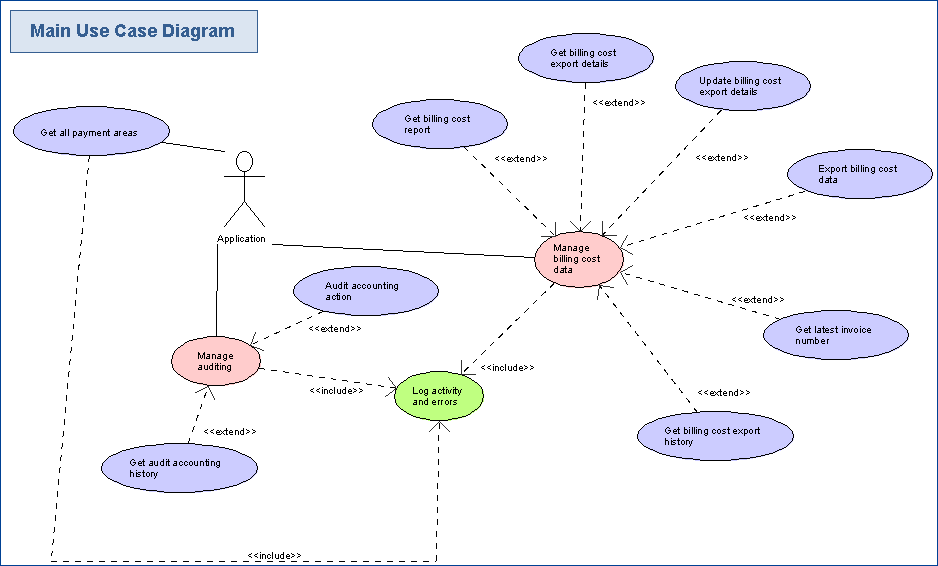 Main Use Case Diagram
Get billing cost
export details
Update billing cost
export details
<<extend>>
Get billing cost
report
Get all payment areas
<<extend>>
<<extend>>
Export billing cost
data
<<extend>>
Application
Manage
billing cost
data
Audit accounting
action
<<extend>>
Get latest invoice
number
<<extend>>
Manage
auditing
<<include>>
<<include>>
Log activity
and errors
<<extend>>
<<extend>>
Get billing cost export
history
Get audit accounting
history
<<include>>